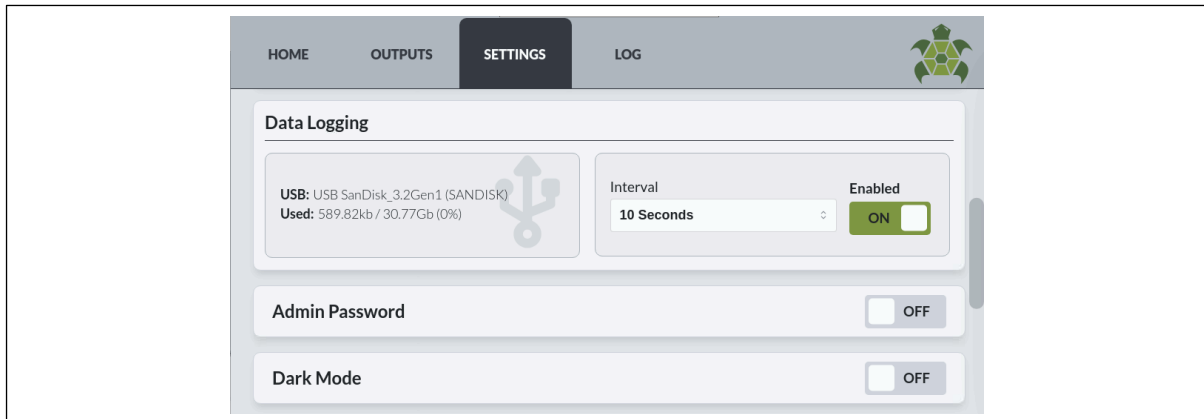 HOME OUTPUTS SETTINGS LOG
Data Logging
USB: USB SanDisk_3.2Gen1 (SANDISK)
Used: 589.82kb / 30.77Gb (0%)
Interval
10 Seconds
Enabled
ON
Admin Password OFF
Dark Mode OFF